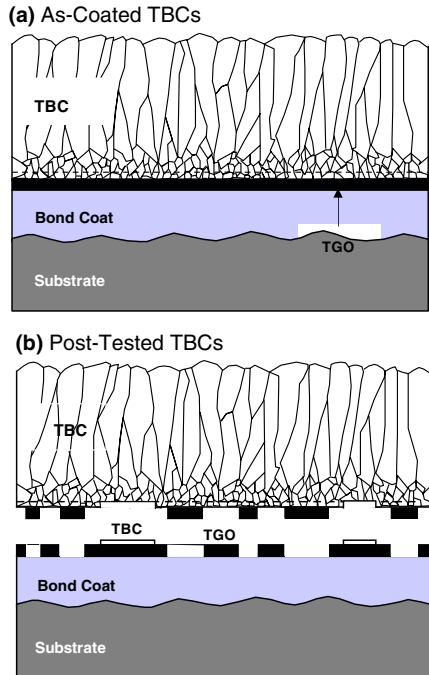 (a) As-Coated TBCs
TBC
Bond Coat
TGO
Substrate
(b) Post-Tested TBCs
TBC
TBC TGO
Bond Coat
Substrate